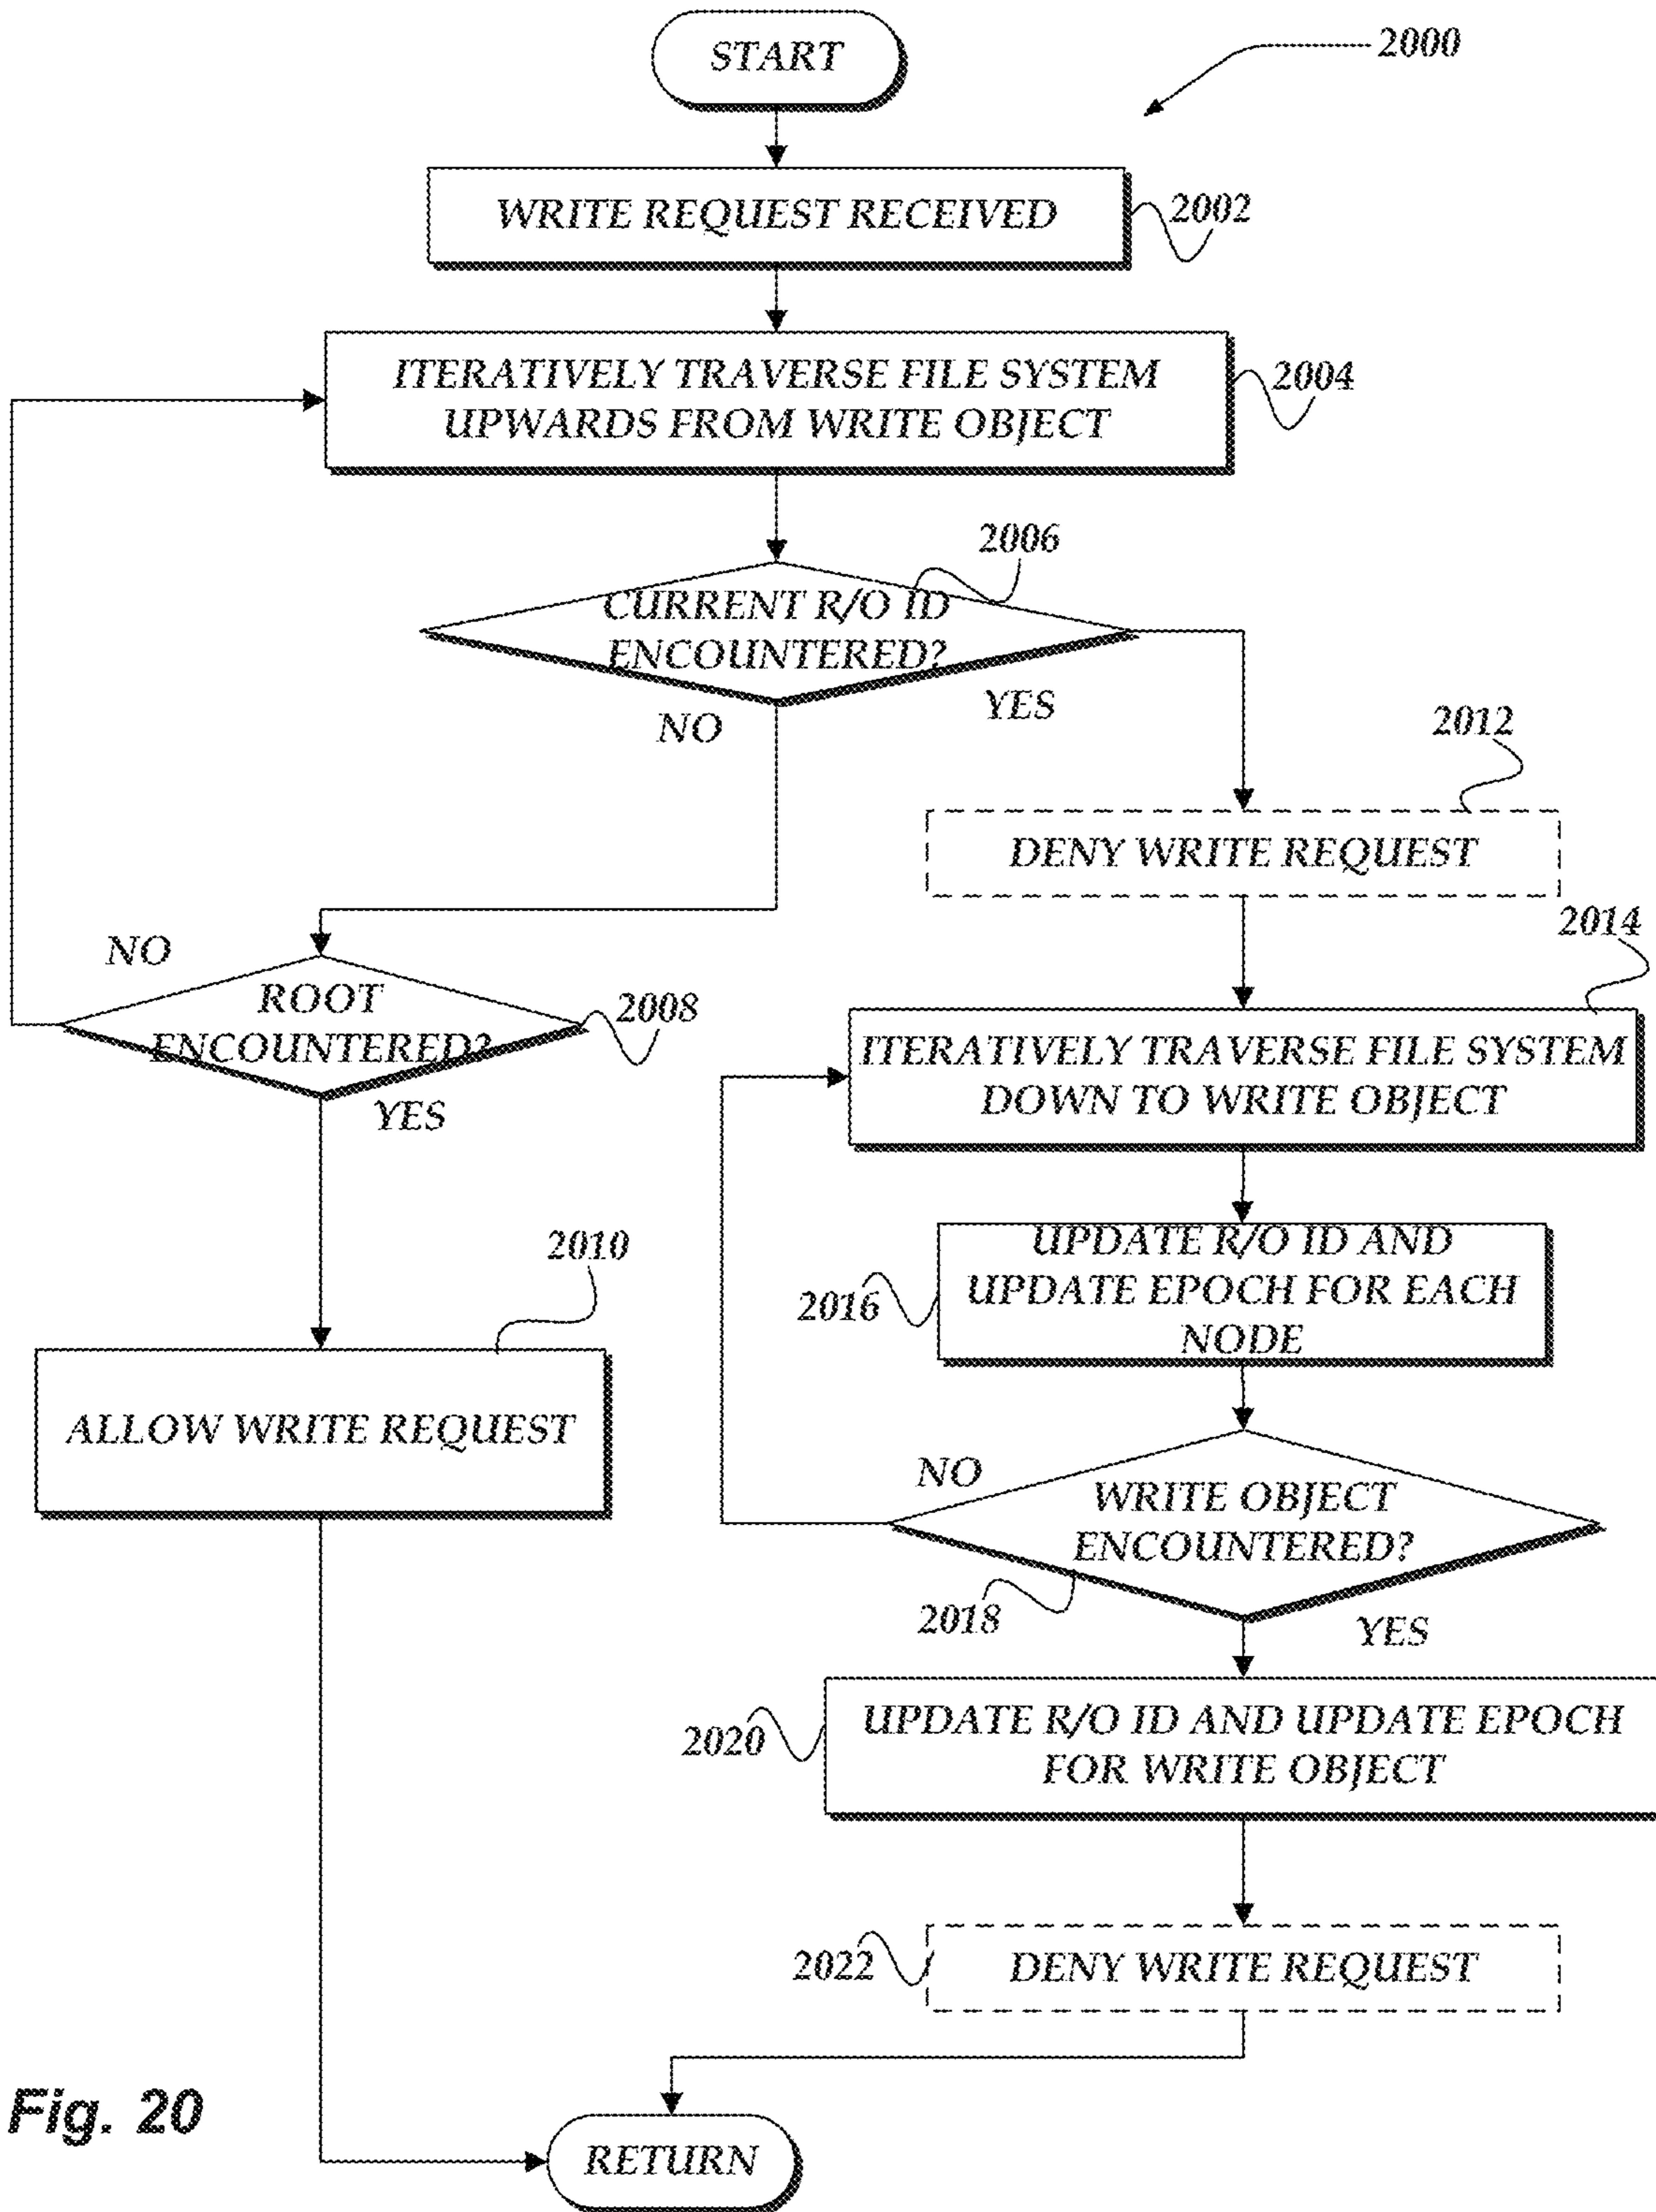 START
2000
WRITE REQUEST RECEIVED
2002
ITERATIVELY TRAVERSE FILE SYSTEM
UPWARDS FROM WRITE OBJECT
2004
2006
CURRENT R/O ID
ENCOUNTERED?
NO
YES
2012
DENY WRITE REQUEST
2014
NO
ROOT
ENCOUNTERED?
2008
YES
ITERATIVELY TRAVERSE FILE SYSTEM
DOWN TO WRITE OBJECT
2010
UPDATE R/O ID AND
UPDATE EPOCH FOR EACH
NODE
2016
ALLOW WRITE REQUEST
NO
WRITE OBJECT
ENCOUNTERED?
2018
YES
UPDATE R/O ID AND UPDATE EPOCH
FOR WRITE OBJECT
2020
2022
DENY WRITE REQUEST
Fig. 20
RETURN